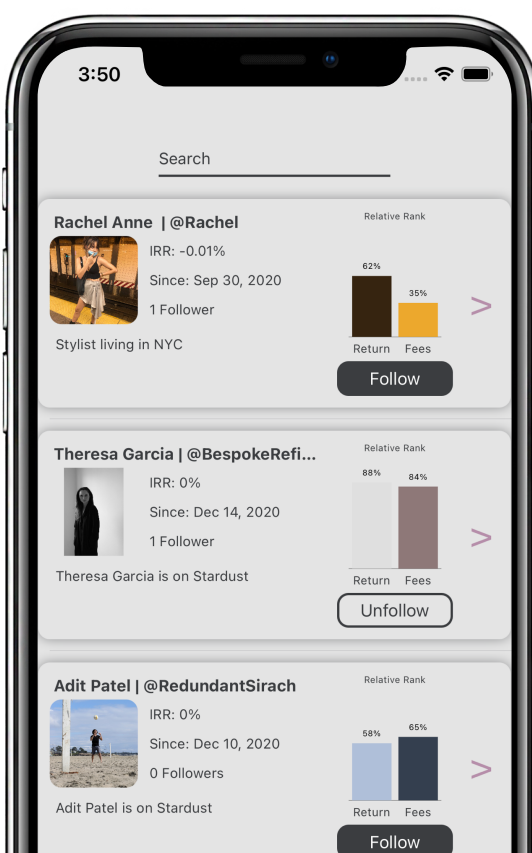 3:50
Search
Rachel Anne | @Rachel
Relative Rank
IRR: -0.01%
Since: Sep 30, 2020
1 Follower
62%
35%
Return Fees
Stylist living in NYC
Follow
>
Theresa Garcia | @BespokeRefi...
Relative Rank
IRR: 0%
Since: Dec 14, 2020
1 Follower
88%
84%
Return Fees
Theresa Garcia is on Stardust
Unfollow
>
Adit Patel | @RedundantSirach
Relative Rank
IRR: 0%
Since: Dec 10, 2020
0 Followers
58%
65%
Return Fees
Adit Patel is on Stardust
Follow
>